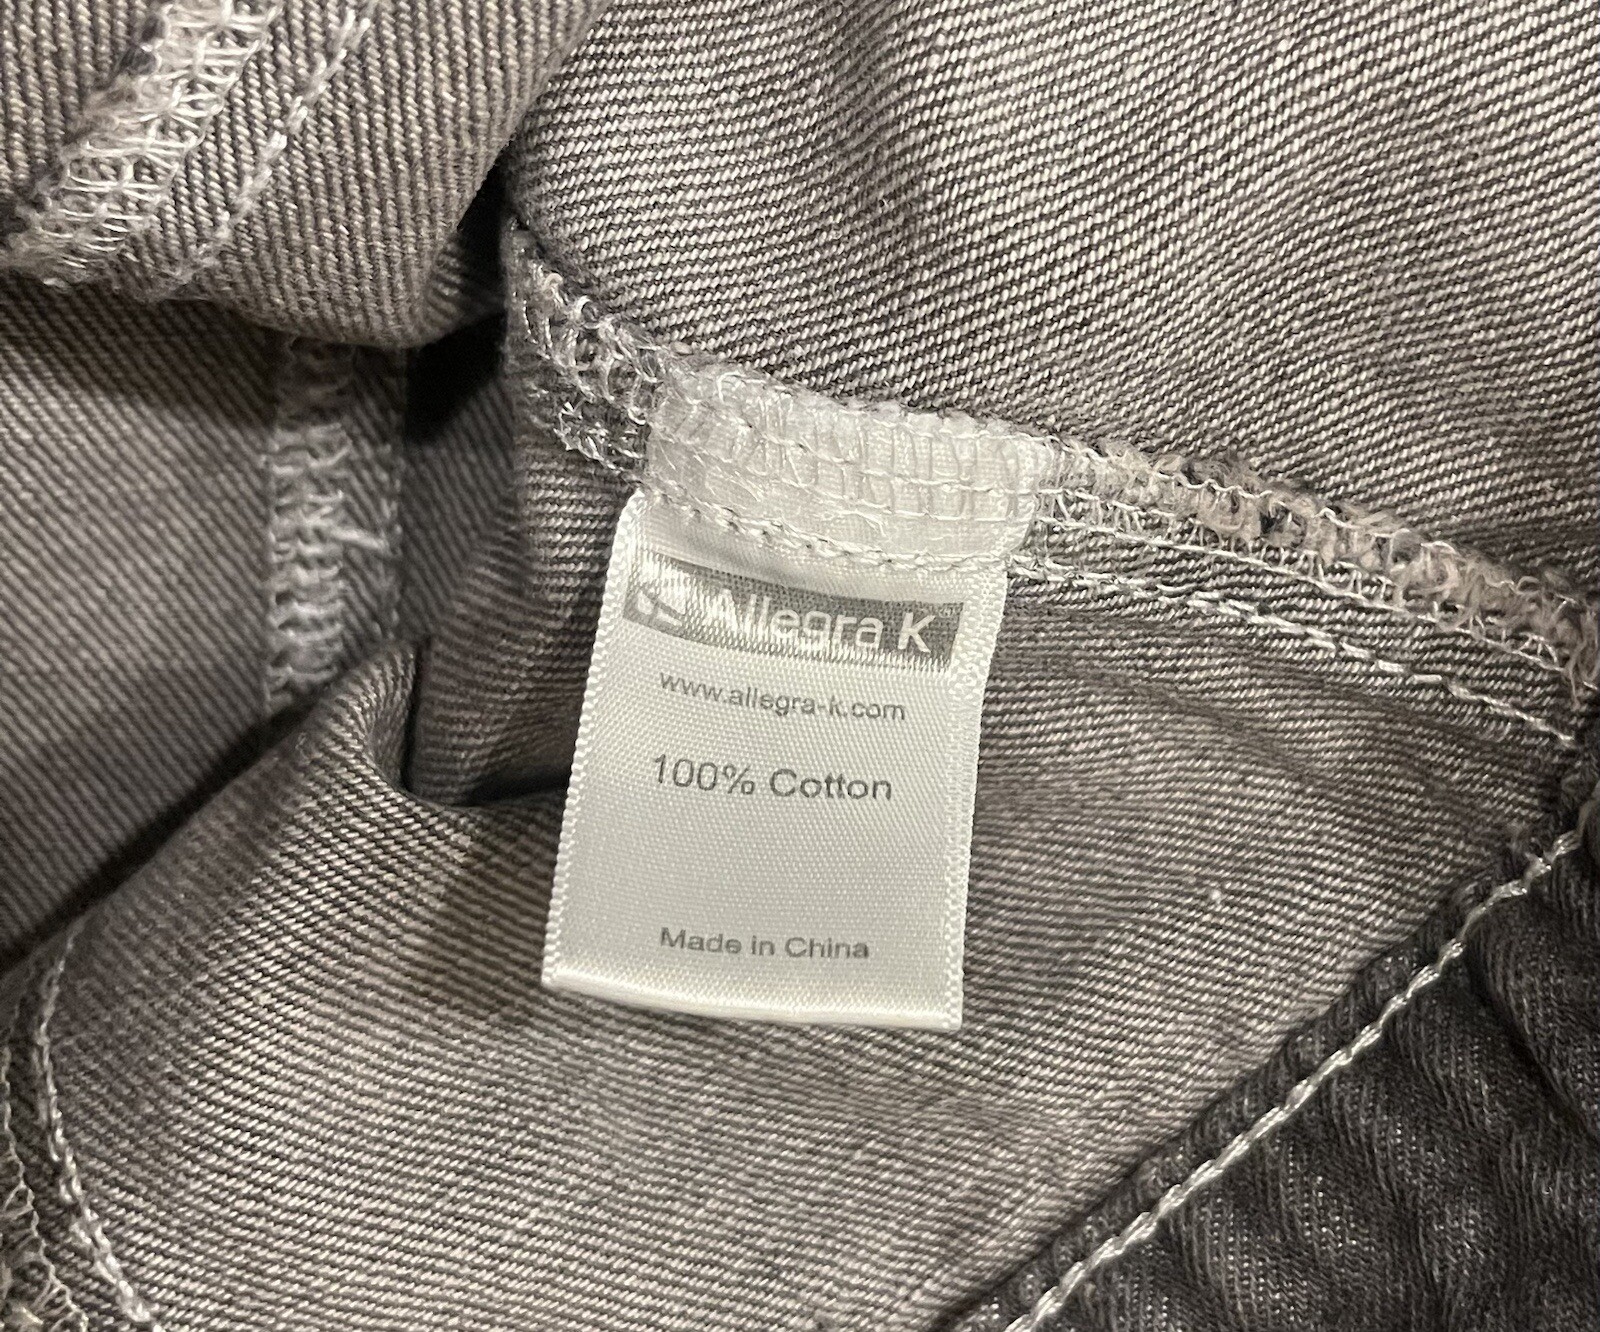 Allegra K
www.allegra-k.com
100% Cotton
Made in China